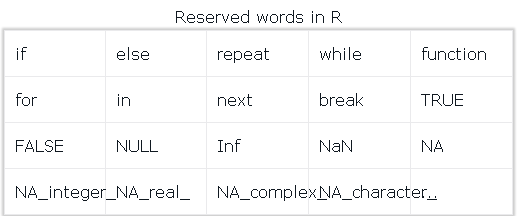 Reserved words in R
if else repeat while function
for in next break TRUE
FALSE NULL Inf NaN NA
NA_integer_ NA_real_ NA_complex_ NA_character_ ...